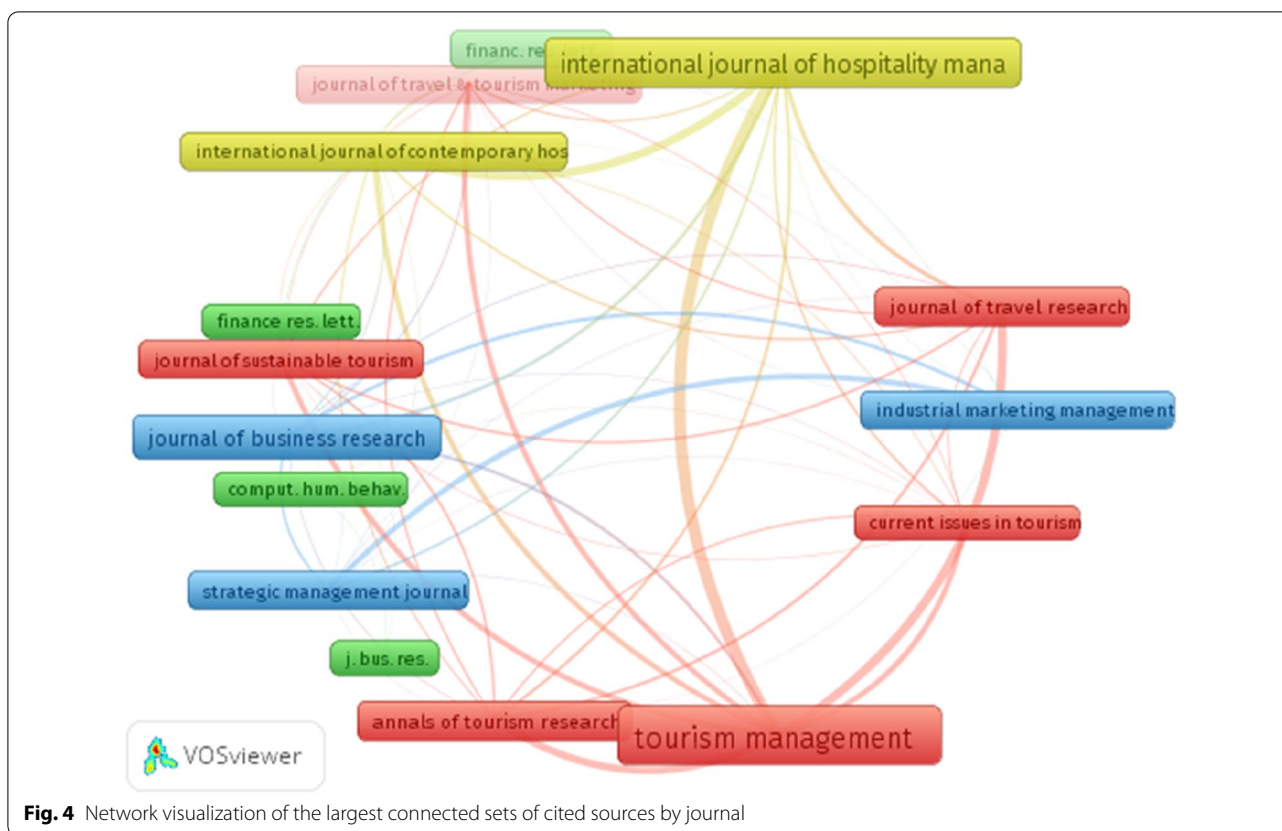 financ. re
international journal of hospitality mana
journal of travel & tourism marketing
international journal of contemporary hos
finance res. lett.
journal of travel research
journal of sustainable tourism
industrial marketing management
journal of business research
comput. hum. behav.
current issues in tourism
strategic management journal
j. bus. res.
annals of tourism research
tourism management
VOSviewer
Fig. 4 Network visualization of the largest connected sets of cited sources by journal